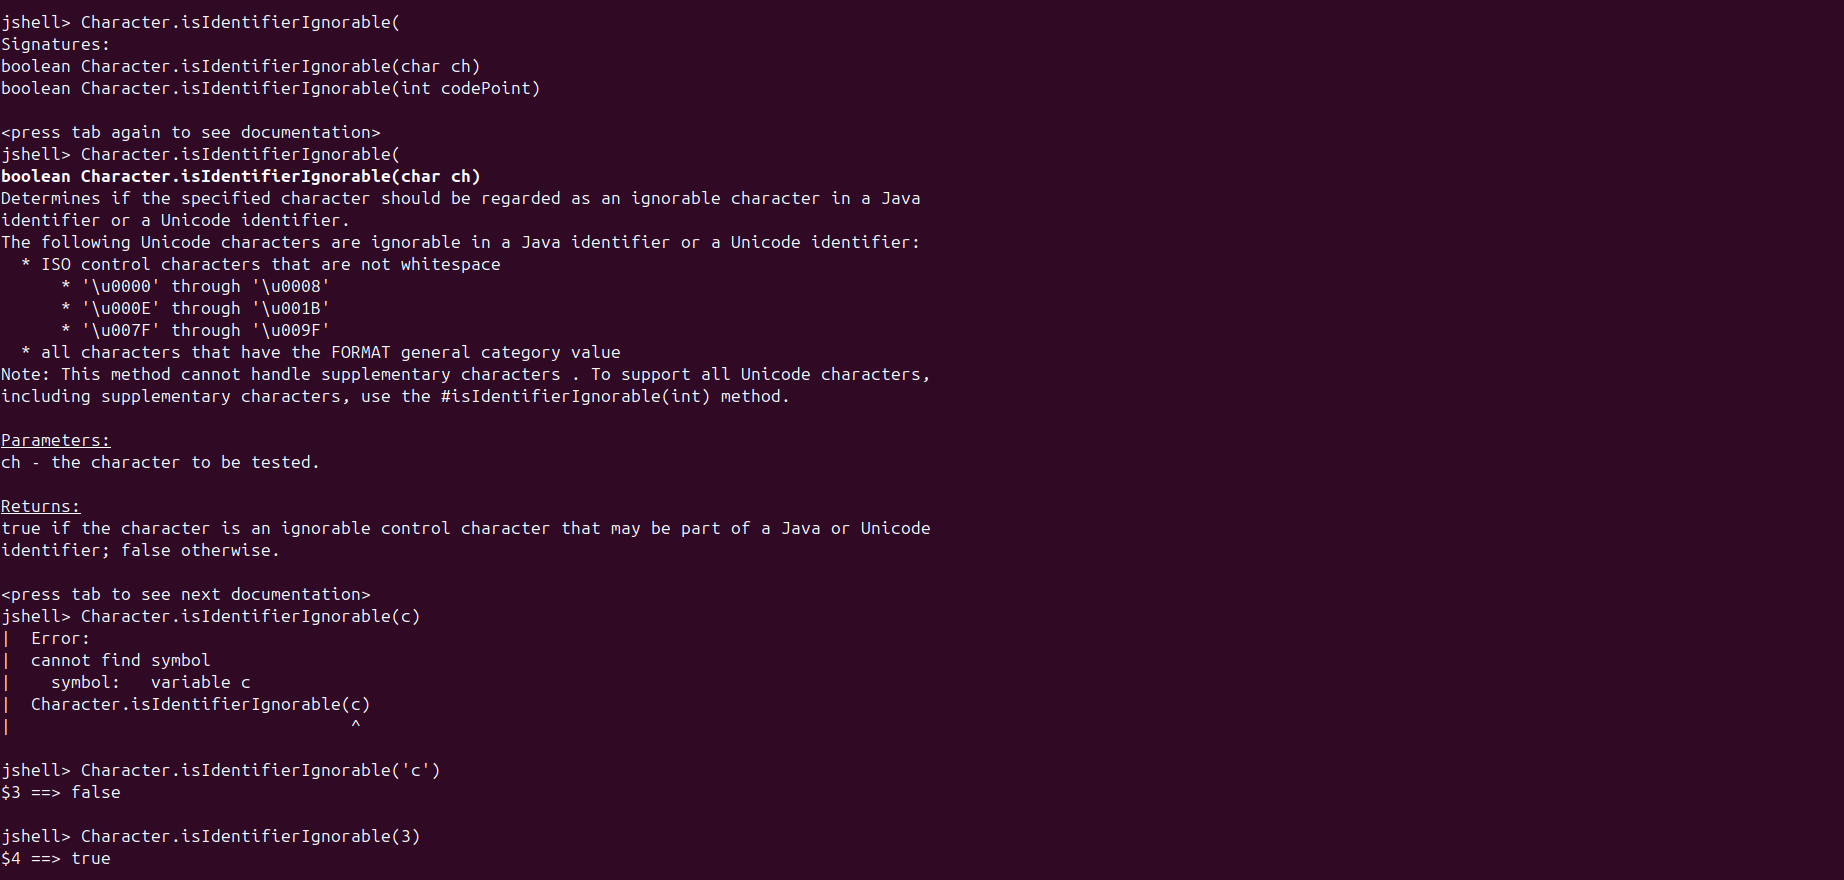 jshell> Character.isIdentifierIgnorable(
Signatures:
boolean Character.isIdentifierIgnorable(char ch)
boolean Character.isIdentifierIgnorable(int codePoint)

<press tab again to see documentation>
jshell> Character.isIdentifierIgnorable(
boolean Character.isIdentifierIgnorable(char ch)
Determines if the specified character should be regarded as an ignorable character in a Java
identifier or a Unicode identifier.
The following Unicode characters are ignorable in a Java identifier or a Unicode identifier:
  * ISO control characters that are not whitespace
      * '\u0000' through '\u0008'
      * '\u000E' through '\u001B'
      * '\u007F' through '\u009F'
  * all characters that have the FORMAT general category value
Note: This method cannot handle supplementary characters . To support all Unicode characters,
including supplementary characters, use the #isIdentifierIgnorable(int) method.

Parameters:
ch - the character to be tested.

Returns:
true if the character is an ignorable control character that may be part of a Java or Unicode
identifier; false otherwise.

<press tab to see next documentation>
jshell> Character.isIdentifierIgnorable(c)
|  Error:
|  cannot find symbol
|    symbol:   variable c
|  Character.isIdentifierIgnorable(c)
|                                  ^

jshell> Character.isIdentifierIgnorable('c')
$3 ==> false

jshell> Character.isIdentifierIgnorable(3)
$4 ==> true